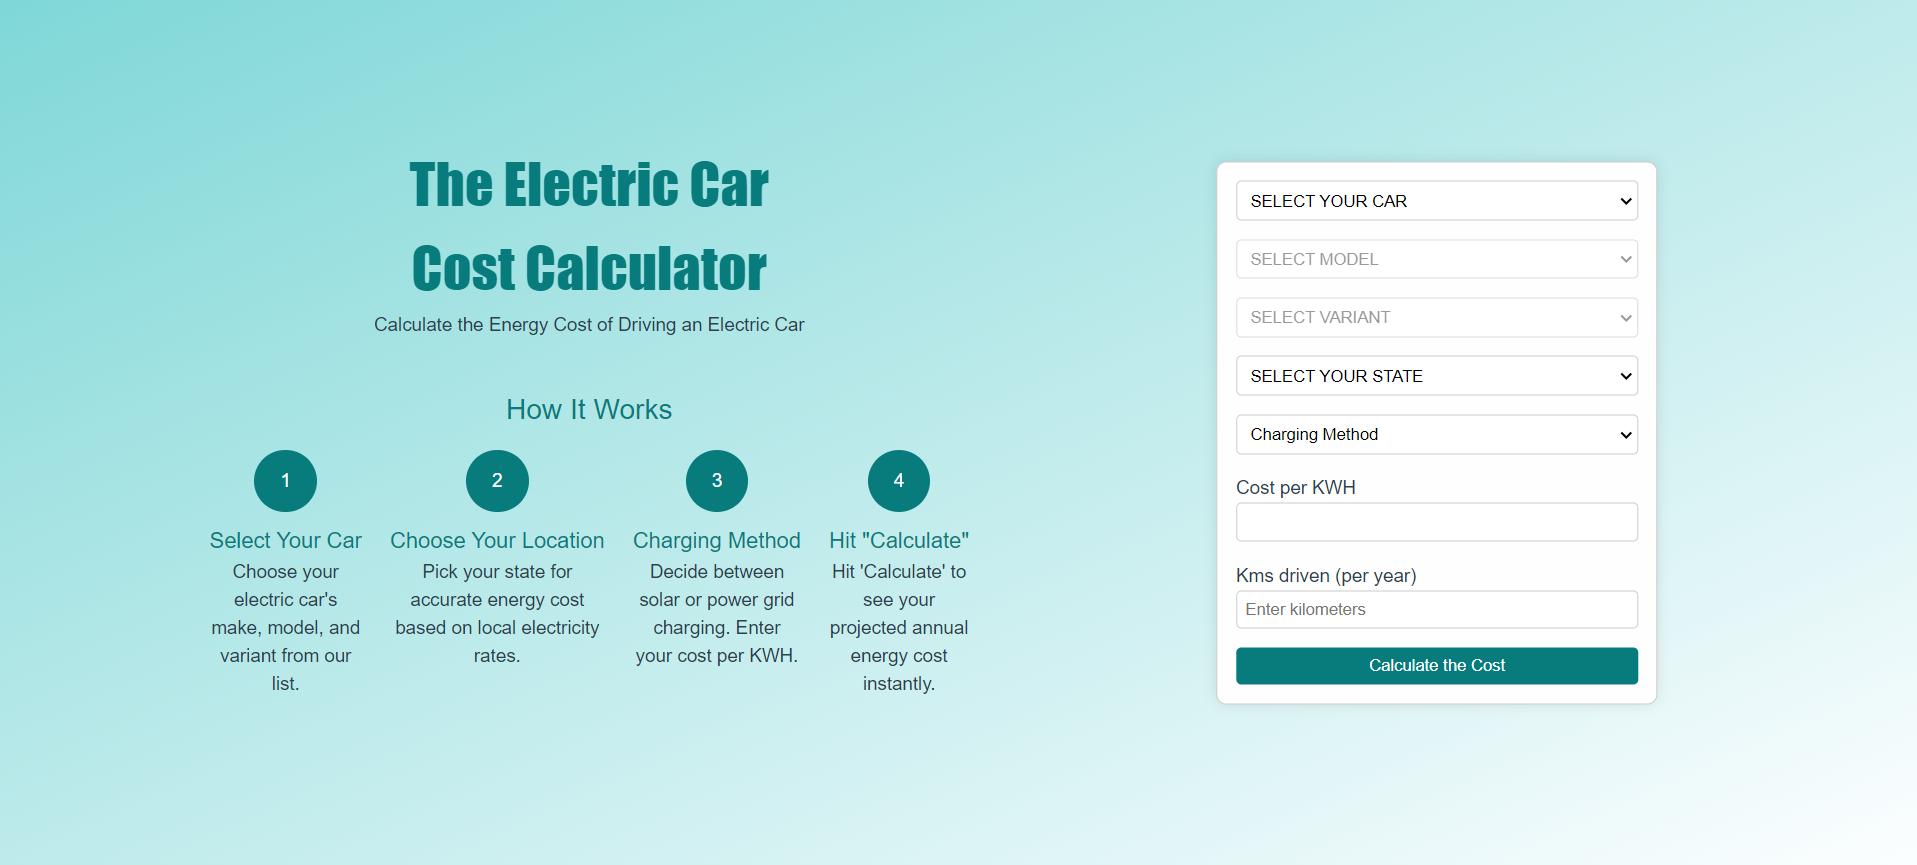 The Electric Car
Cost Calculator
Calculate the Energy Cost of Driving an Electric Car
How It Works
1
Select Your Car
Choose your
electric car's
make, model, and
variant from our
list.
2
Choose Your Location
Pick your state for
accurate energy cost
based on local electricity
rates.
3
Charging Method
Decide between
solar or power grid
charging. Enter
your cost per KWH.
4
Hit "Calculate"
Hit 'Calculate' to
see your
projected annual
energy cost
instantly.
SELECT YOUR CAR
SELECT MODEL
SELECT VARIANT
SELECT YOUR STATE
Charging Method
Cost per KWH
Kms driven (per year)
Enter kilometers
Calculate the Cost